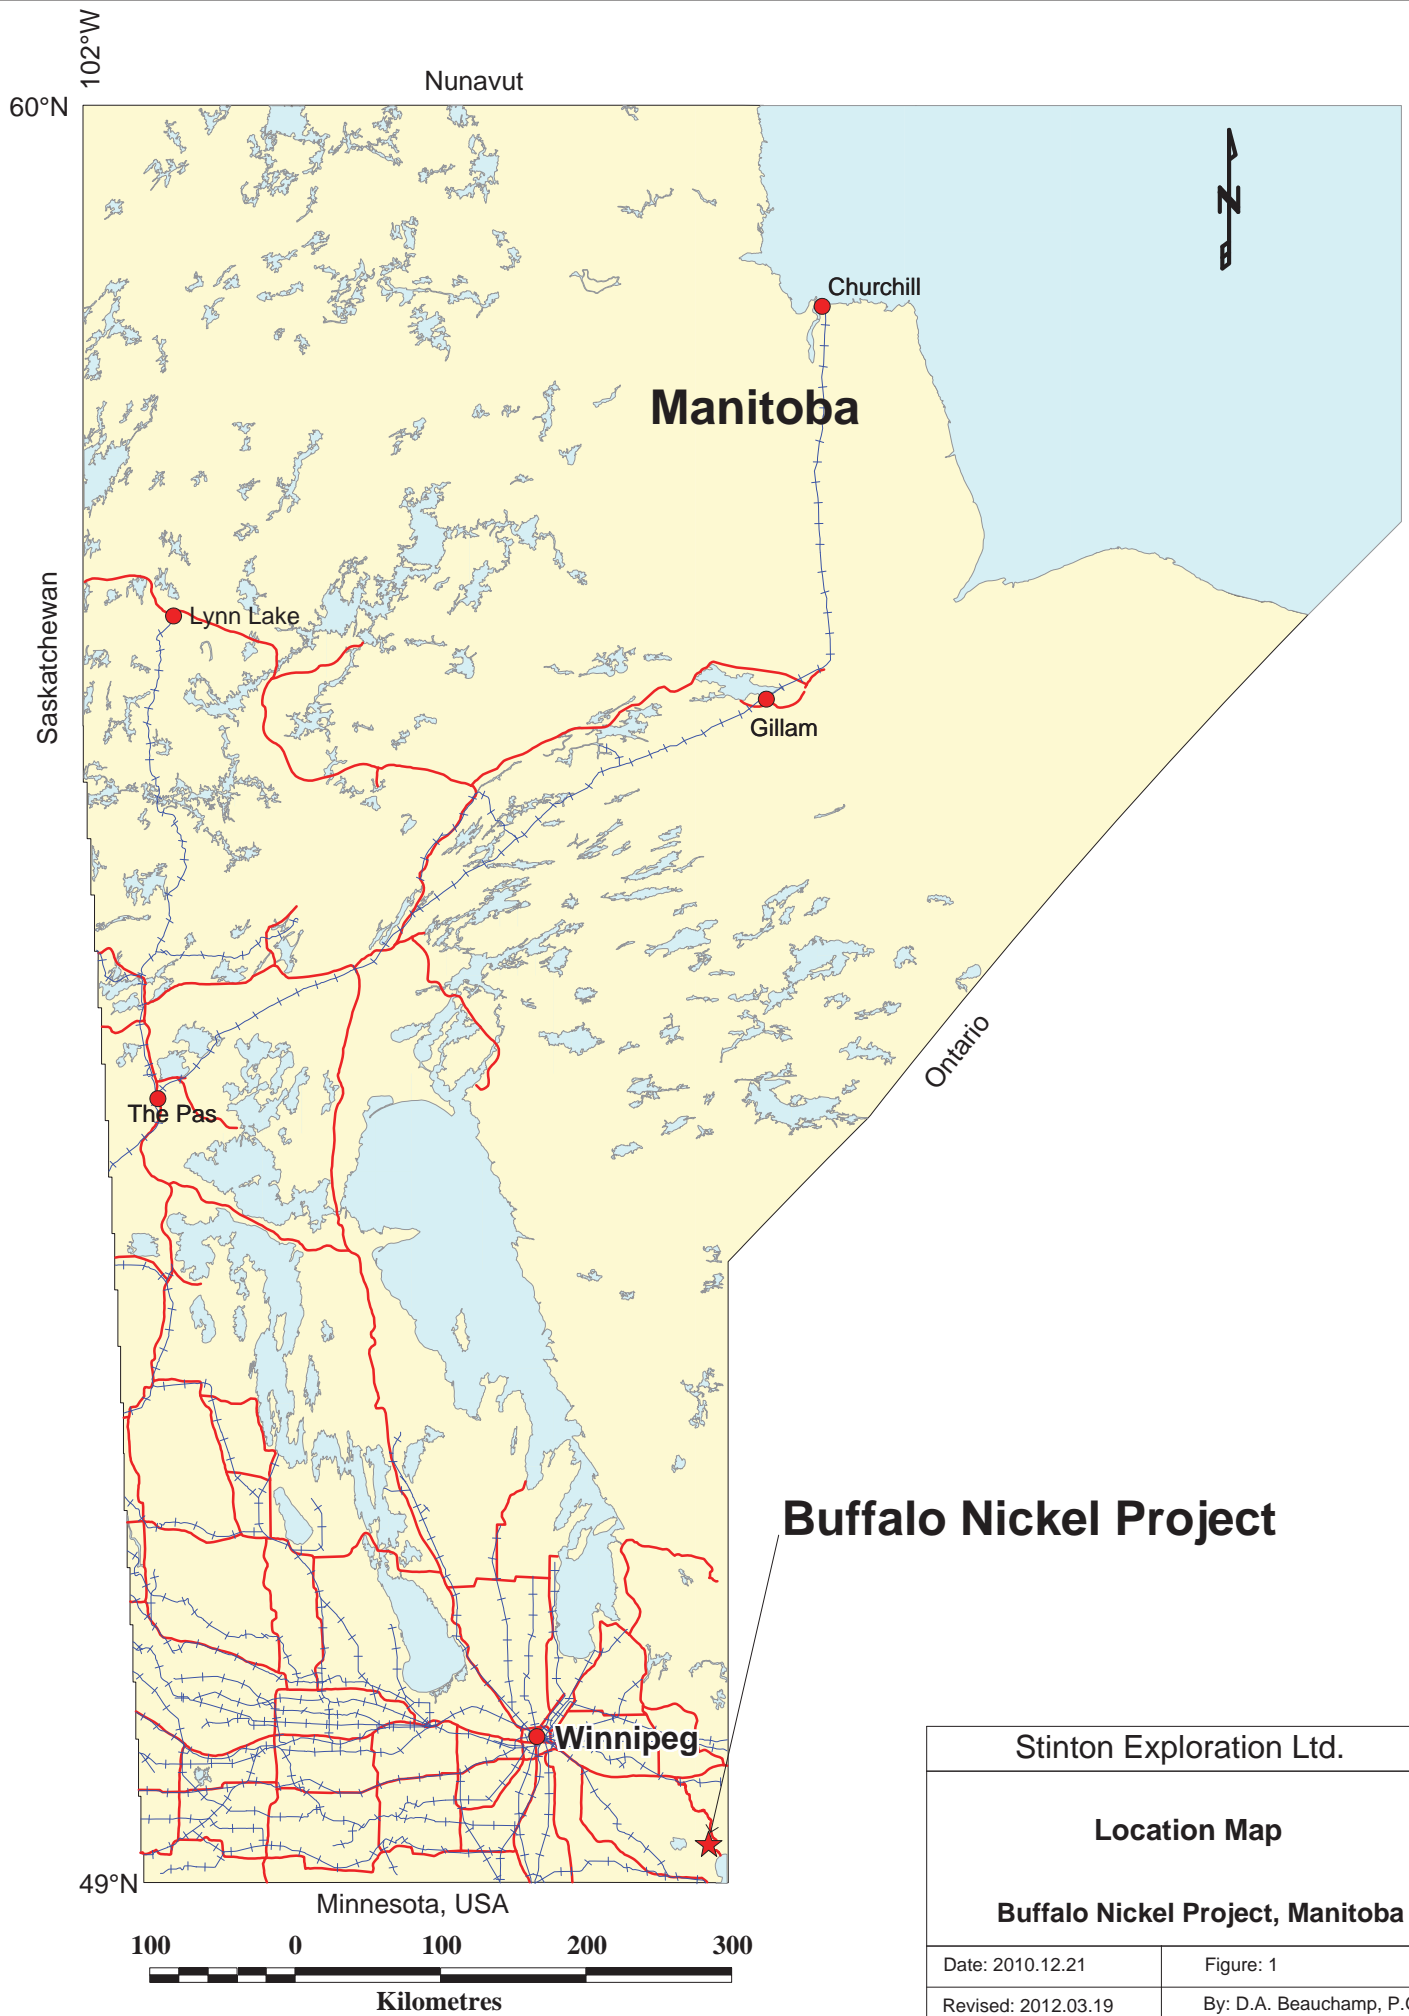 102°W
Nunavut
60°N
N
Churchill
Manitoba
Saskatchewan
Lynn Lake
Gillam
Ontario
The Pas
Buffalo Nickel Project
Winnipeg
49°N
Minnesota, USA
100 0 100 200 300
Kilometres
Stinton Exploration Ltd.
Location Map
Buffalo Nickel Project, Manitoba
Date: 2010.12.21
Figure: 1
Revised: 2012.03.19
By: D.A. Beauchamp, P.